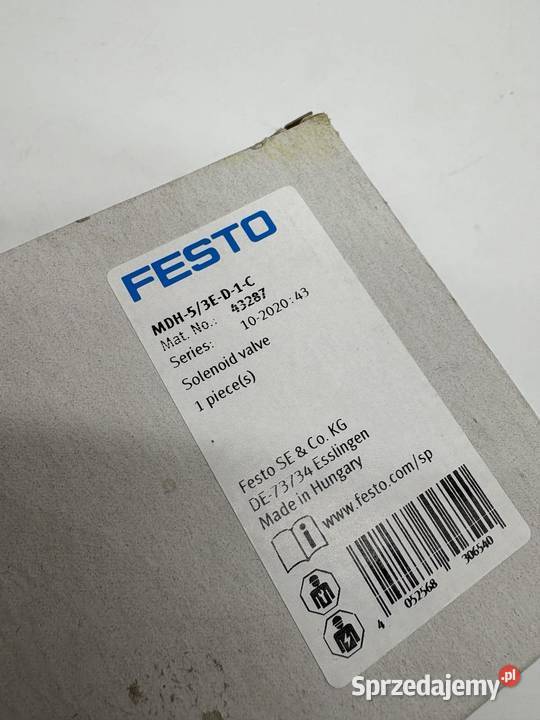 FESTO
MDH-5/3E-D-1-C
Mat. No.: 43287
Series: 10-2020:43
Solenoid valve
1 piece(s)
Festo SE & Co. KG
DE-73734 Esslingen
Made in Hungary
www.festo.com/sp
4 052568 306540
Sprzedajemy.pl